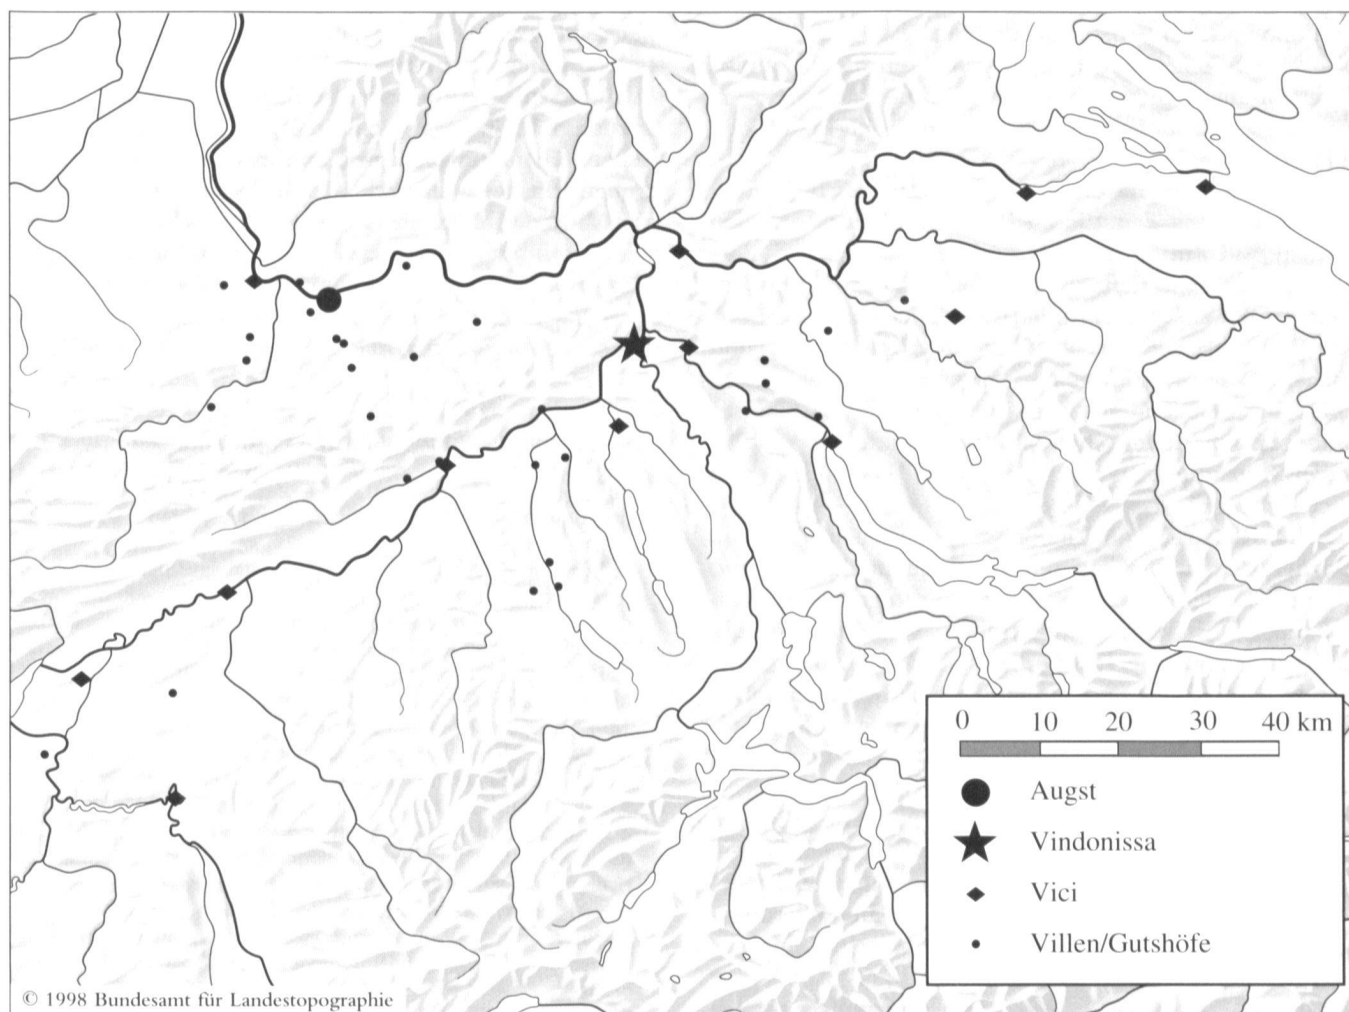 0 10 20 30 40 km
Augst
Vindonissa
Vici
Villen/Gutshöfe
© 1998 Bundesamt für Landestopographie